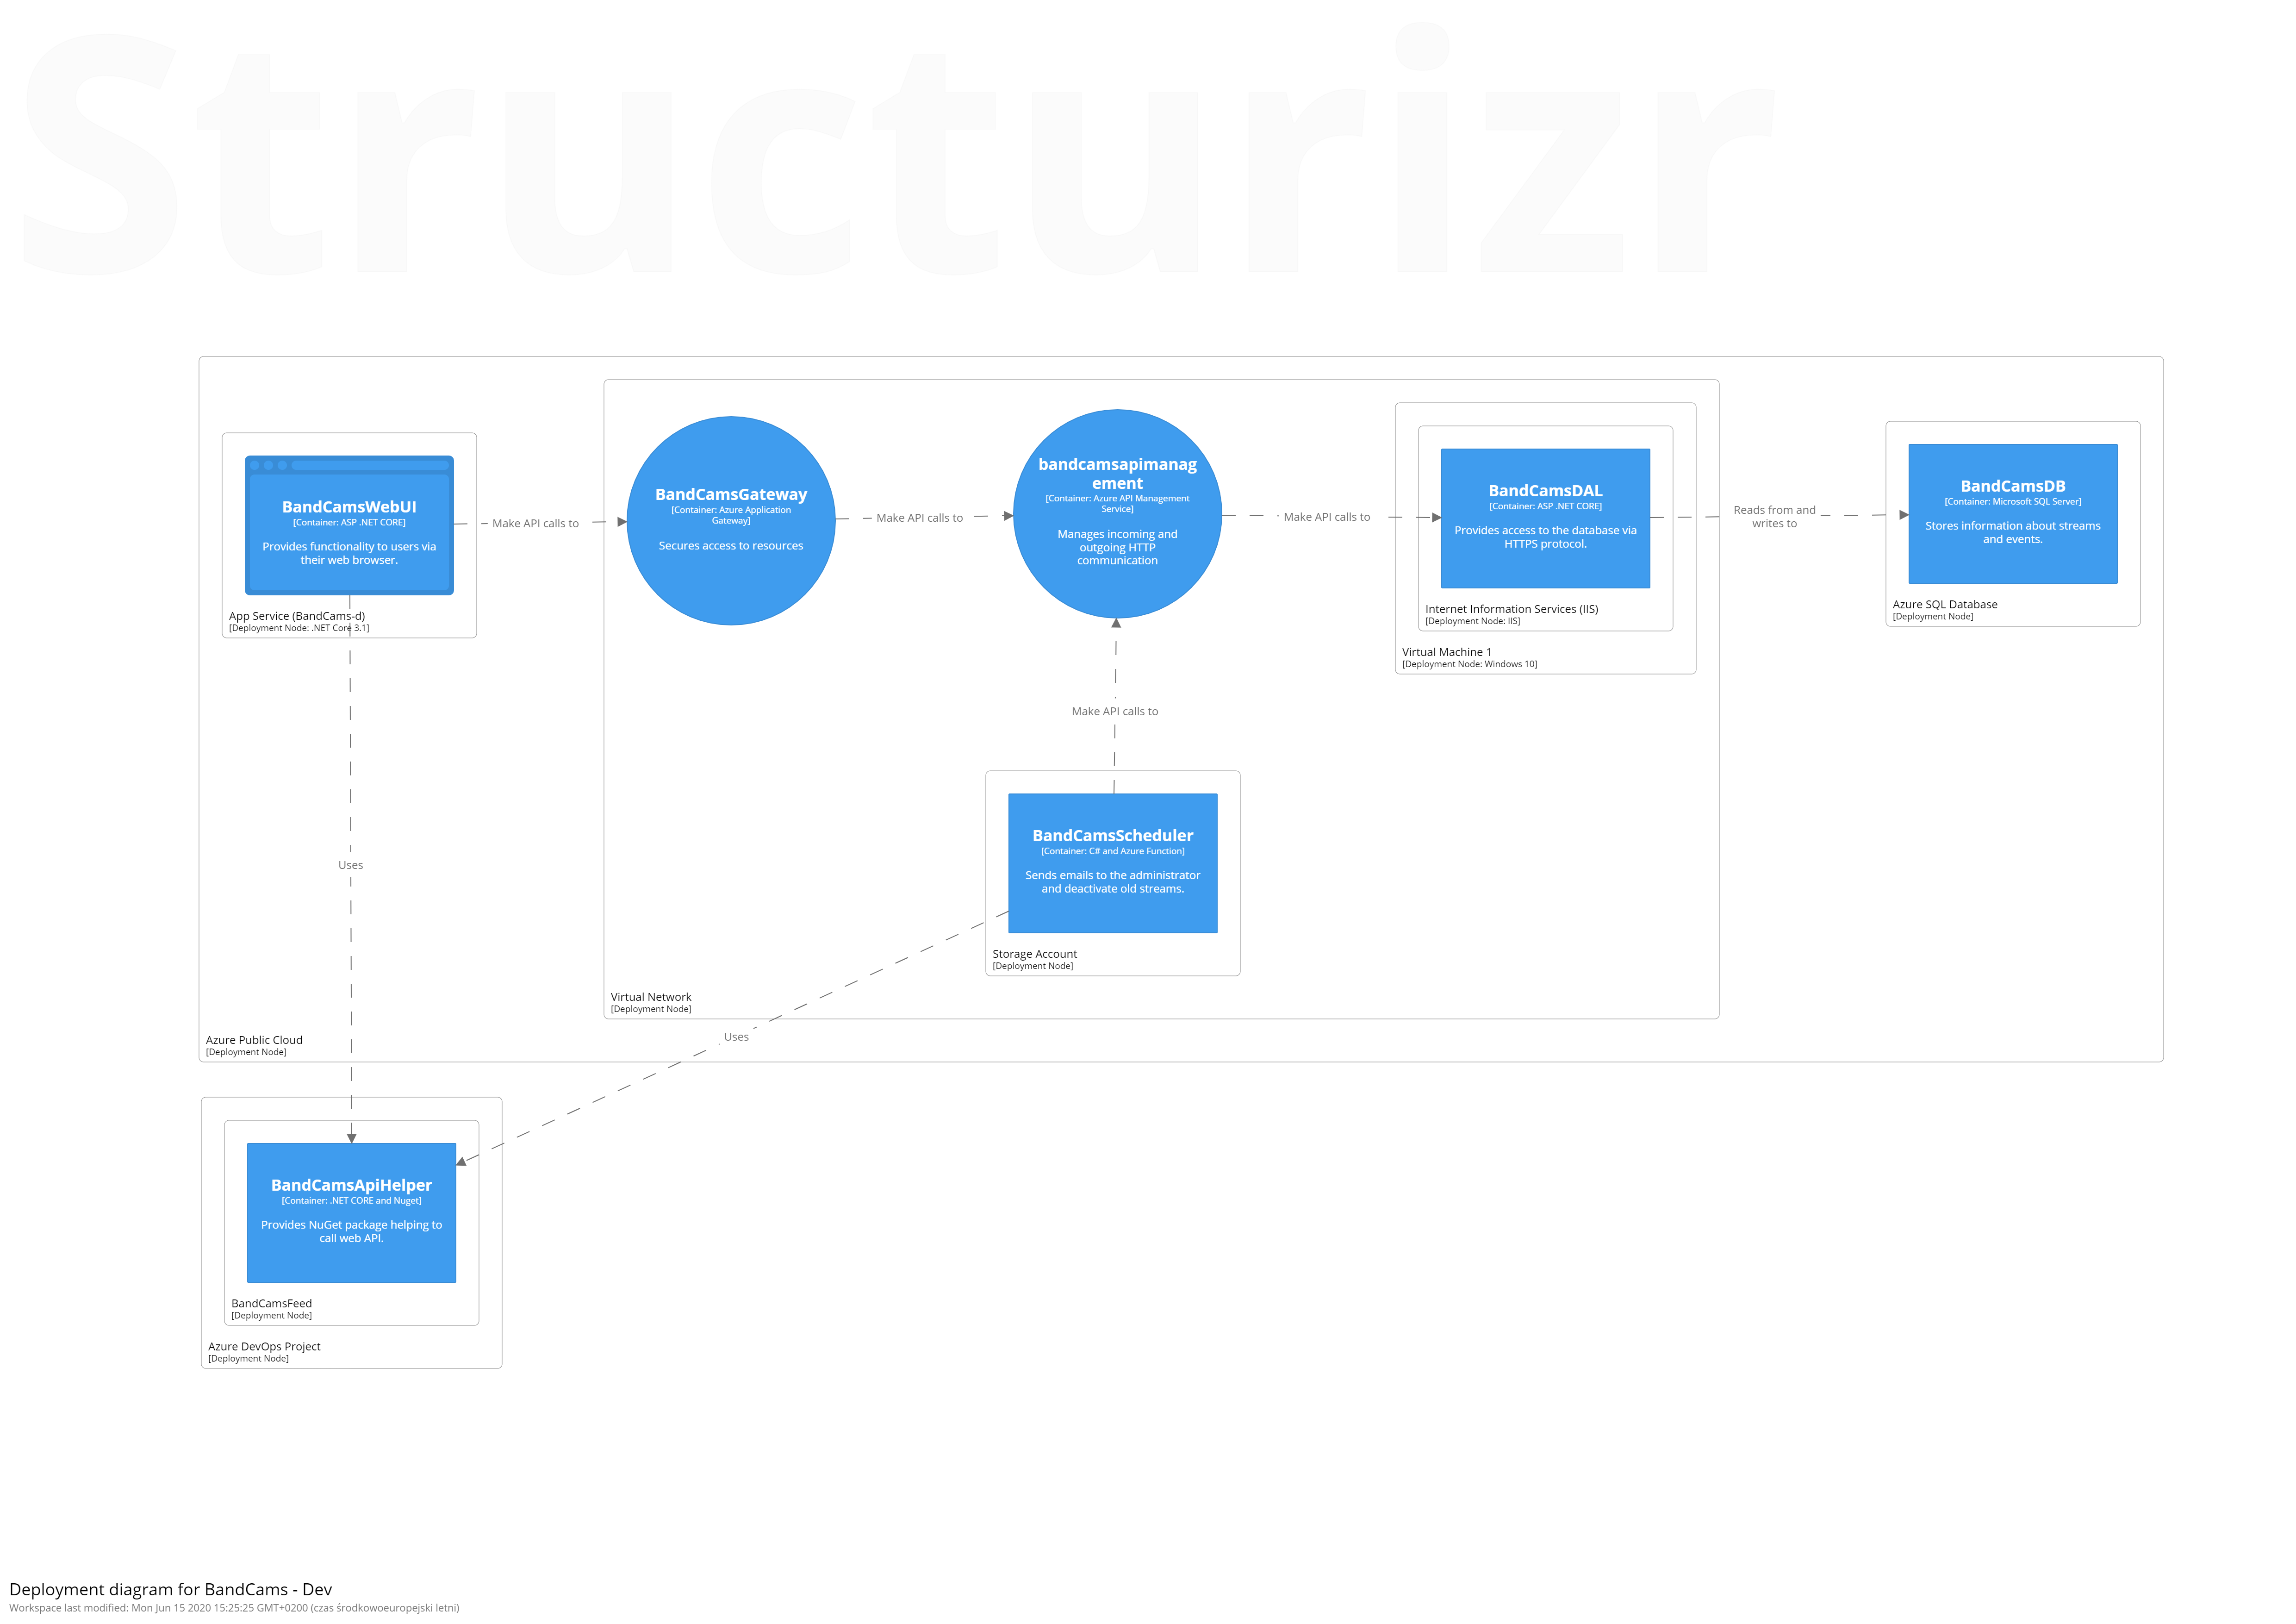 Structurizr
BandCamsWebUI
[Container: ASP .NET CORE]
Provides functionality to users via
their web browser.
App Service (BandCams-d)
[Deployment Node: .NET Core 3.1]
Make API calls to
BandCamsGateway
[Container: Azure Application
Gateway]
Secures access to resources
Make API calls to
bandcamsapimanag
ement
[Container: Azure API Management
Service]
Manages incoming and
outgoing HTTP
communication
Make API calls to
BandCamsDAL
[Container: ASP .NET CORE]
Provides access to the database via
HTTPS protocol.
Internet Information Services (IIS)
[Deployment Node: IIS]
Virtual Machine 1
[Deployment Node: Windows 10]
Reads from and
writes to
BandCamsDB
[Container: Microsoft SQL Server]
Stores information about streams
and events.
Azure SQL Database
[Deployment Node]
Make API calls to
BandCamsScheduler
[Container: C# and Azure Function]
Sends emails to the administrator
and deactivate old streams.
Storage Account
[Deployment Node]
Uses
Virtual Network
[Deployment Node]
Uses
Azure Public Cloud
[Deployment Node]
BandCamsApiHelper
[Container: .NET CORE and Nuget]
Provides NuGet package helping to
call web API.
BandCamsFeed
[Deployment Node]
Azure DevOps Project
[Deployment Node]
Deployment diagram for BandCams - Dev
Workspace last modified: Mon Jun 15 2020 15:25:25 GMT+0200 (czas środkowoeuropejski letni)